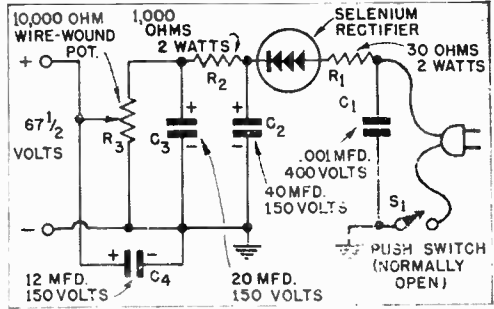 10,000 OHM
WIRE-WOUND
POT.
1,000
OHMS
2 WATTS
SELENIUM
RECTIFIER
30 OHMS
2 WATTS
+
67 1/2
VOLTS
-
R3
R2
R1
+
C3
-
+
C2
-
C1
.001 MFD.
400 VOLTS
40 MFD.
150 VOLTS
S1
PUSH SWITCH
(NORMALLY
OPEN)
+
-
C4
12 MFD.
150 VOLTS
20 MFD.
150 VOLTS